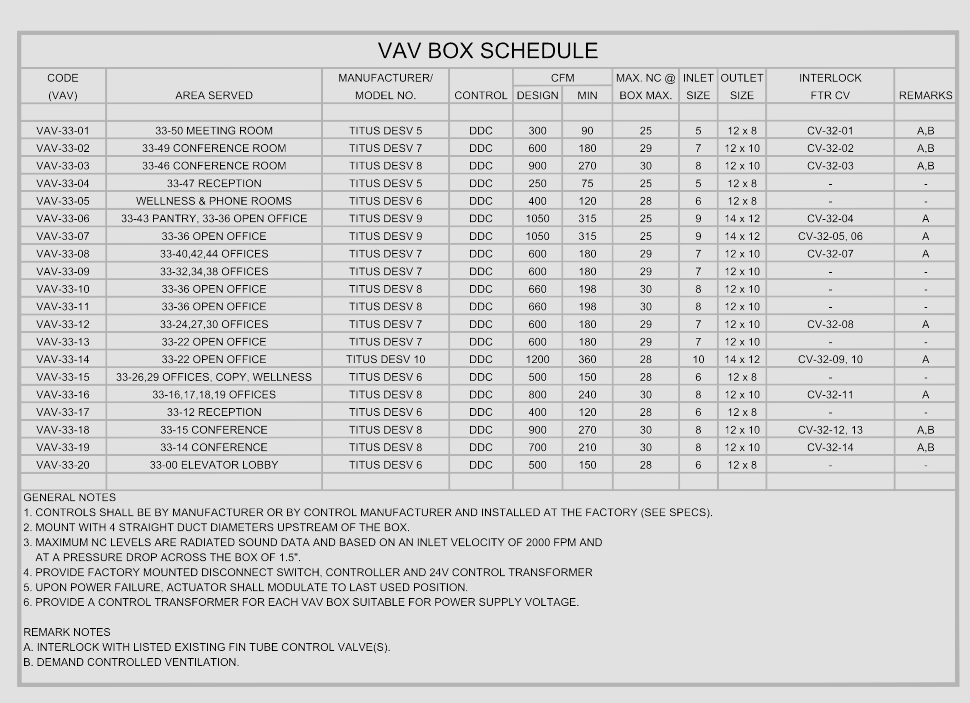 VAV BOX SCHEDULE
CODE MANUFACTURER/ CFM MAX. NC @ INLET OUTLET INTERLOCK
(VAV) AREA SERVED MODEL NO. CONTROL DESIGN MIN BOX MAX. SIZE SIZE FTR CV REMARKS
VAV-33-01 33-50 MEETING ROOM TITUS DESV 5 DDC 300 90 25 5 12 x 8 CV-32-01 A,B
VAV-33-02 33-49 CONFERENCE ROOM TITUS DESV 7 DDC 600 180 29 7 12 x 10 CV-32-02 A,B
VAV-33-03 33-46 CONFERENCE ROOM TITUS DESV 8 DDC 900 270 30 8 12 x 10 CV-32-03 A,B
VAV-33-04 33-47 RECEPTION TITUS DESV 5 DDC 250 75 25 5 12 x 8 - -
VAV-33-05 WELLNESS & PHONE ROOMS TITUS DESV 6 DDC 400 120 28 6 12 x 8 - -
VAV-33-06 33-43 PANTRY, 33-36 OPEN OFFICE TITUS DESV 9 DDC 1050 315 25 9 14 x 12 CV-32-04 A
VAV-33-07 33-36 OPEN OFFICE TITUS DESV 9 DDC 1050 315 25 9 14 x 12 CV-32-05, 06 A
VAV-33-08 33-40,42,44 OFFICES TITUS DESV 7 DDC 600 180 29 7 12 x 10 CV-32-07 A
VAV-33-09 33-32,34,38 OFFICES TITUS DESV 7 DDC 600 180 29 7 12 x 10 - -
VAV-33-10 33-36 OPEN OFFICE TITUS DESV 8 DDC 660 198 30 8 12 x 10 - -
VAV-33-11 33-36 OPEN OFFICE TITUS DESV 8 DDC 660 198 30 8 12 x 10 - -
VAV-33-12 33-24,27,30 OFFICES TITUS DESV 7 DDC 600 180 29 7 12 x 10 CV-32-08 A
VAV-33-13 33-22 OPEN OFFICE TITUS DESV 7 DDC 600 180 29 7 12 x 10 - -
VAV-33-14 33-22 OPEN OFFICE TITUS DESV 10 DDC 1200 360 28 10 14 x 12 CV-32-09, 10 A
VAV-33-15 33-26,29 OFFICES, COPY, WELLNESS TITUS DESV 6 DDC 500 150 28 6 12 x 8 - -
VAV-33-16 33-16,17,18,19 OFFICES TITUS DESV 8 DDC 800 240 30 8 12 x 10 CV-32-11 A
VAV-33-17 33-12 RECEPTION TITUS DESV 6 DDC 400 120 28 6 12 x 8 - -
VAV-33-18 33-15 CONFERENCE TITUS DESV 8 DDC 900 270 30 8 12 x 10 CV-32-12, 13 A,B
VAV-33-19 33-14 CONFERENCE TITUS DESV 8 DDC 700 210 30 8 12 x 10 CV-32-14 A,B
VAV-33-20 33-00 ELEVATOR LOBBY TITUS DESV 6 DDC 500 150 28 6 12 x 8 - -
GENERAL NOTES
1. CONTROLS SHALL BE BY MANUFACTURER OR BY CONTROL MANUFACTURER AND INSTALLED AT THE FACTORY (SEE SPECS).
2. MOUNT WITH 4 STRAIGHT DUCT DIAMETERS UPSTREAM OF THE BOX.
3. MAXIMUM NC LEVELS ARE RADIATED SOUND DATA AND BASED ON AN INLET VELOCITY OF 2000 FPM AND
AT A PRESSURE DROP ACROSS THE BOX OF 1.5".
4. PROVIDE FACTORY MOUNTED DISCONNECT SWITCH, CONTROLLER AND 24V CONTROL TRANSFORMER
5. UPON POWER FAILURE, ACTUATOR SHALL MODULATE TO LAST USED POSITION.
6. PROVIDE A CONTROL TRANSFORMER FOR EACH VAV BOX SUITABLE FOR POWER SUPPLY VOLTAGE.
REMARK NOTES
A. INTERLOCK WITH LISTED EXISTING FIN TUBE CONTROL VALVE(S).
B. DEMAND CONTROLLED VENTILATION.